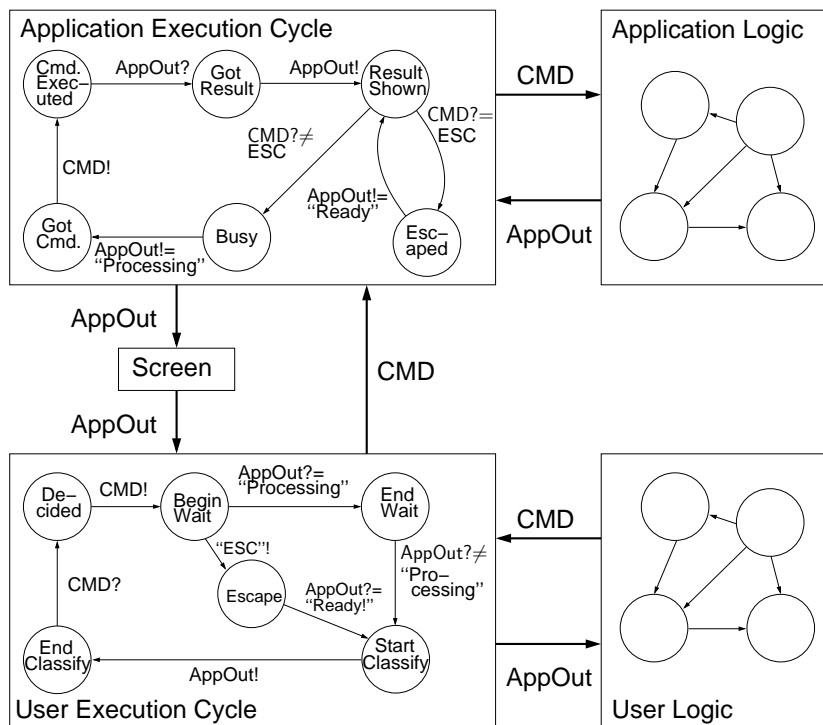 Application Execution Cycle
Cmd.
Exec–
uted
AppOut?
Got
Result
AppOut!
Result
Shown
CMD?≠
ESC
CMD?=
ESC
CMD!
AppOut!=
“Ready”
Got
Cmd.
AppOut!=
“Processing”
Busy
Esc–
aped
CMD
AppOut
Application Logic
AppOut
Screen
AppOut
CMD
De–
cided
CMD!
Begin
Wait
AppOut?=
“Processing”
End
Wait
“ESC”!
AppOut?≠
“Pro–
cessing”
CMD?
Escape
AppOut?=
“Ready!”
End
Classify
AppOut!
Start
Classify
User Execution Cycle
CMD
AppOut
User Logic